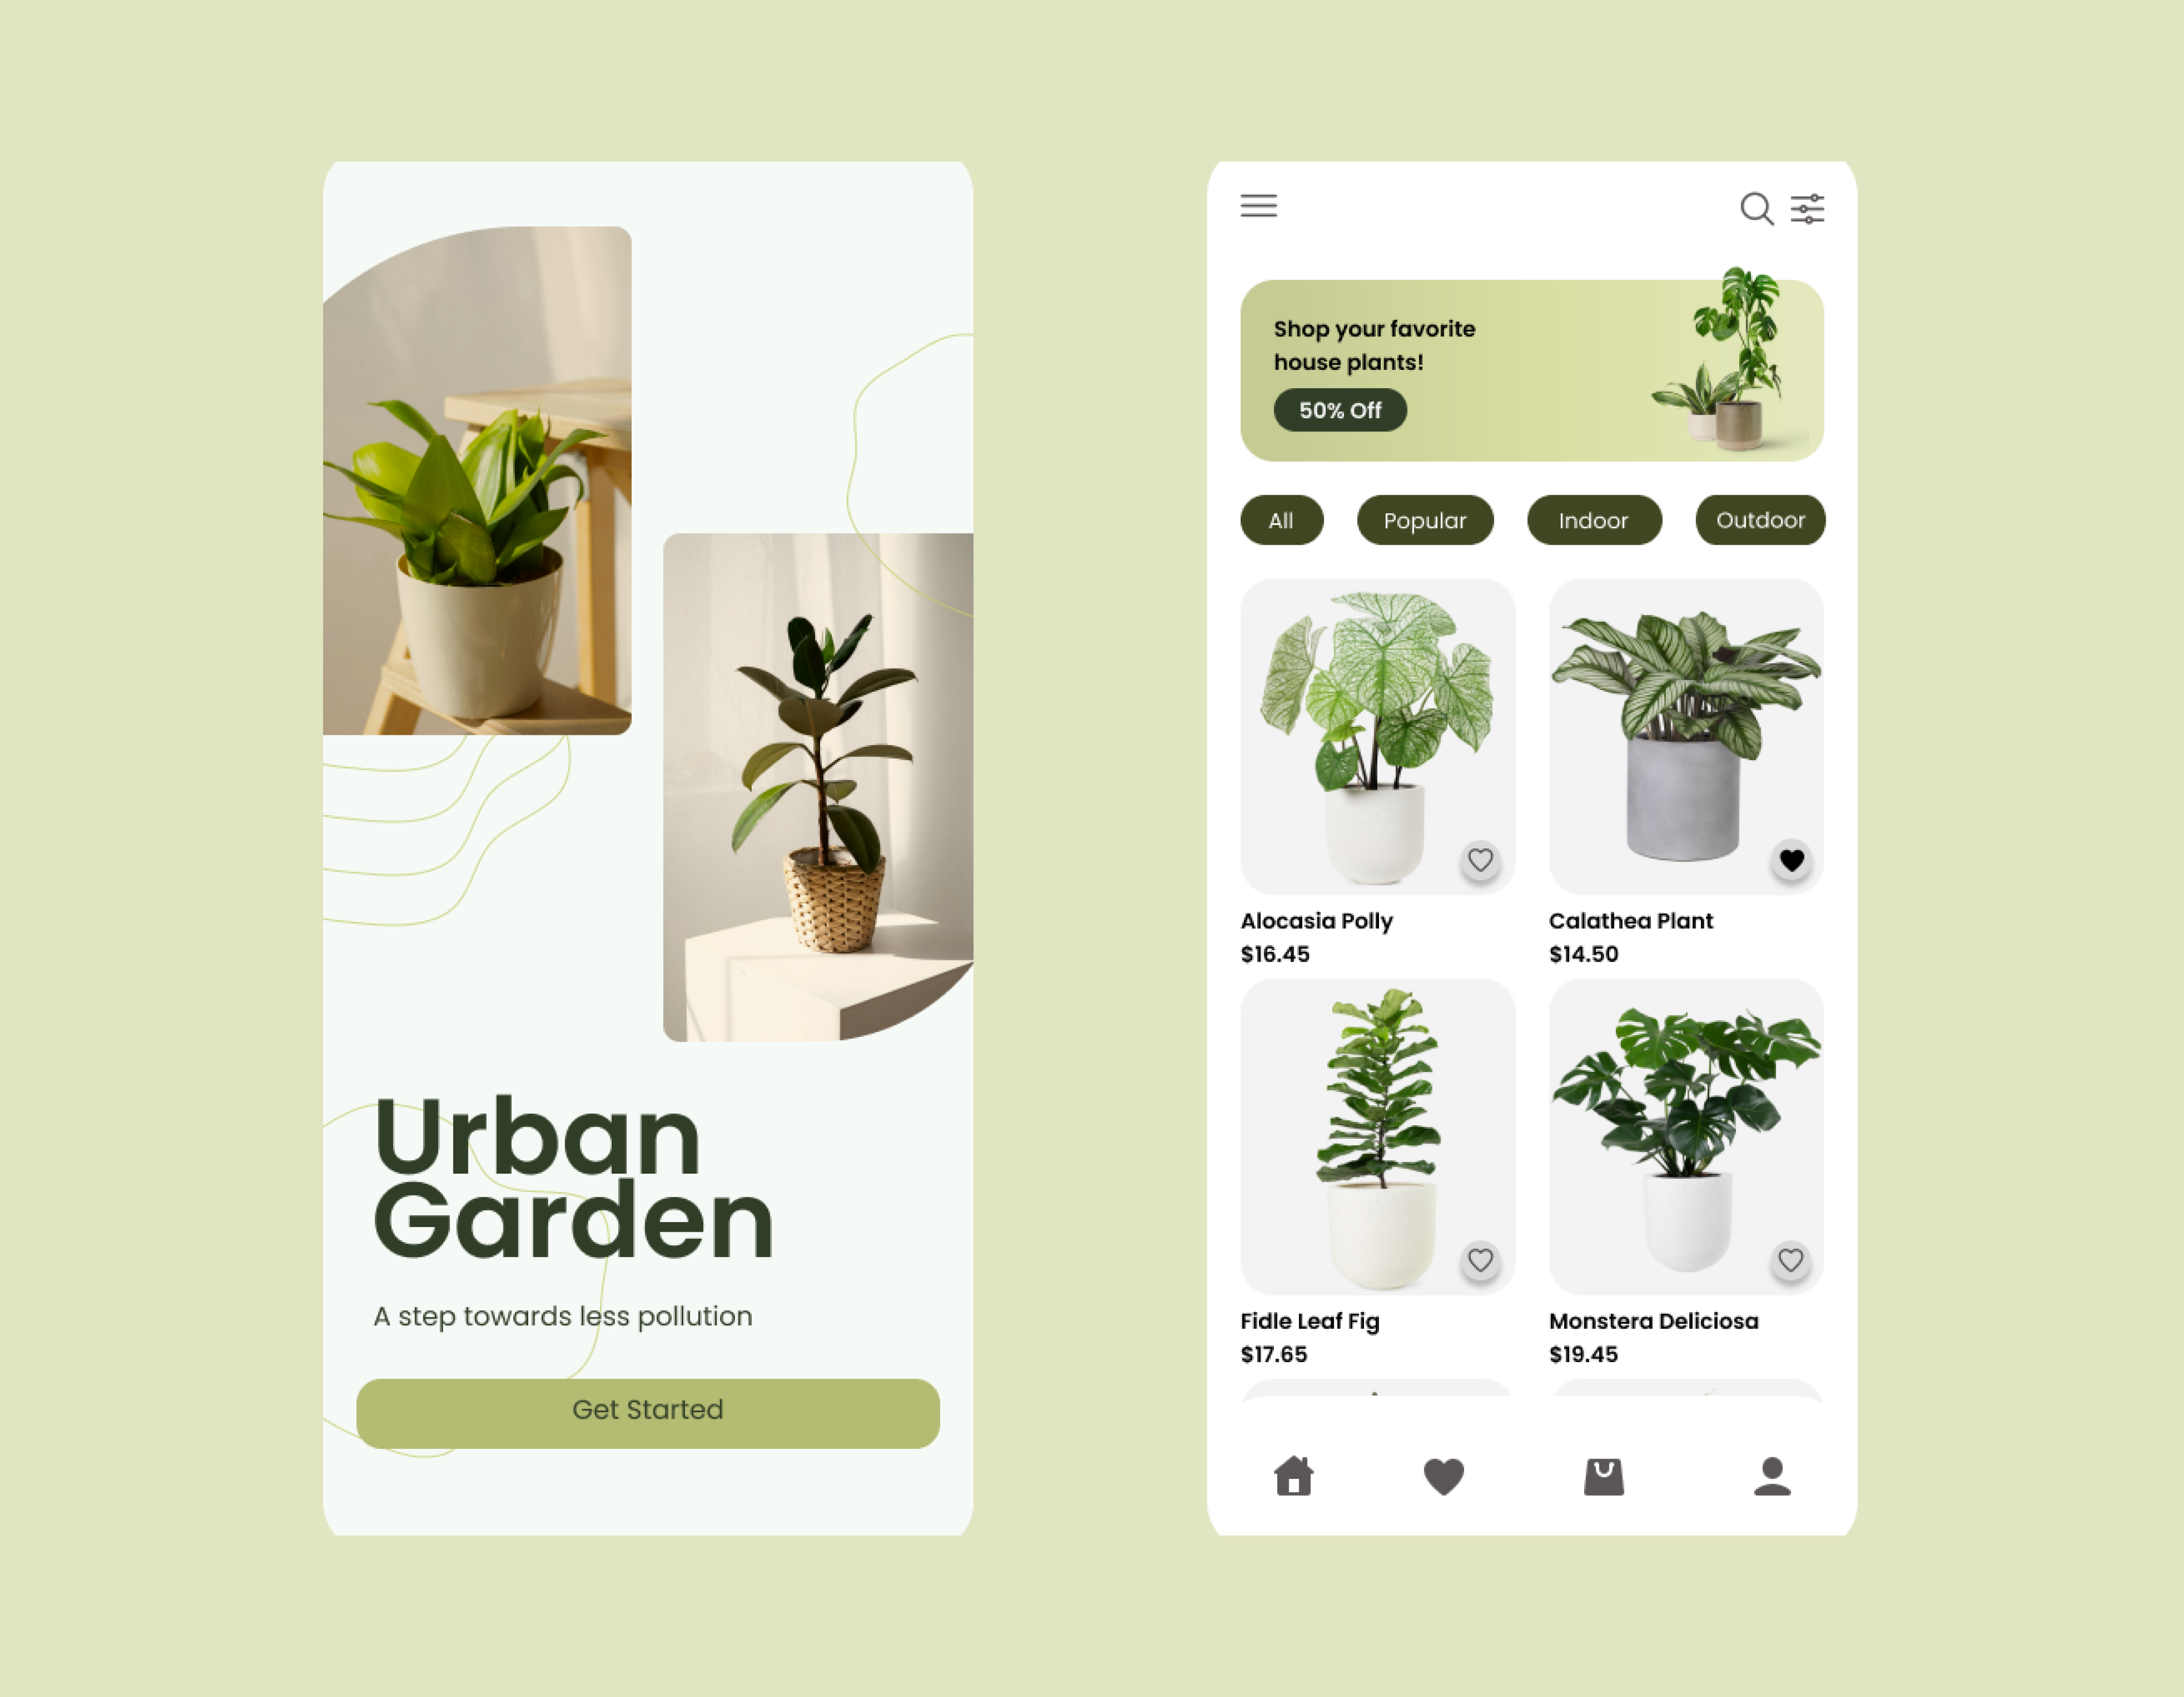 Urban
Garden
A step towards less pollution
Get Started
Shop your favorite
house plants!
50% Off
All
Popular
Indoor
Outdoor
Alocasia Polly
$16.45
Calathea Plant
$14.50
Fidle Leaf Fig
$17.65
Monstera Deliciosa
$19.45